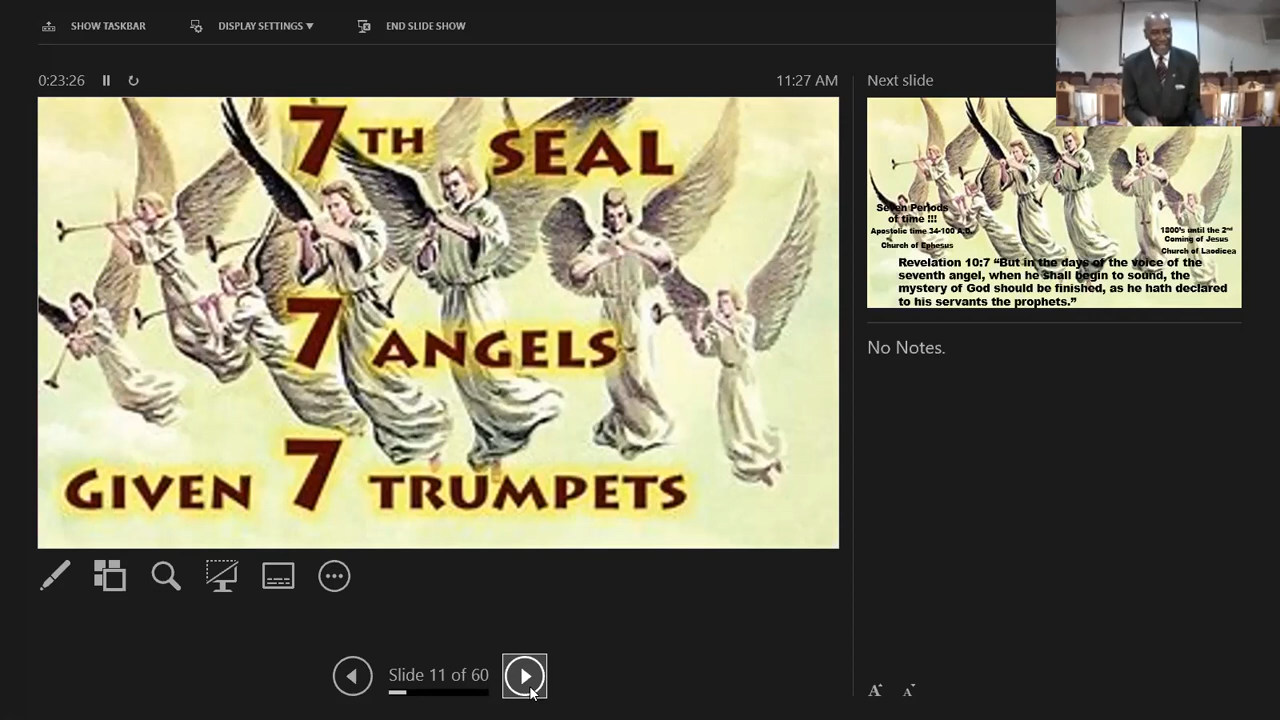 SHOW TASKBAR
DISPLAY SETTINGS ▼
END SLIDE SHOW
0:23:26
11:27 AM
Next slide
7TH SEAL
7 ANGELS
GIVEN 7 TRUMPETS
Seven Periods
of time !!!
Apostolic time 34-100 A.D.
Church of Ephesus
1800's until the 2nd
Coming of Jesus
Church of Laodicea
Revelation 10:7 “But in the days of the voice of the
seventh angel, when he shall begin to sound, the
mystery of God should be finished, as he hath declared
to his servants the prophets.”
No Notes.
Slide 11 of 60
A A